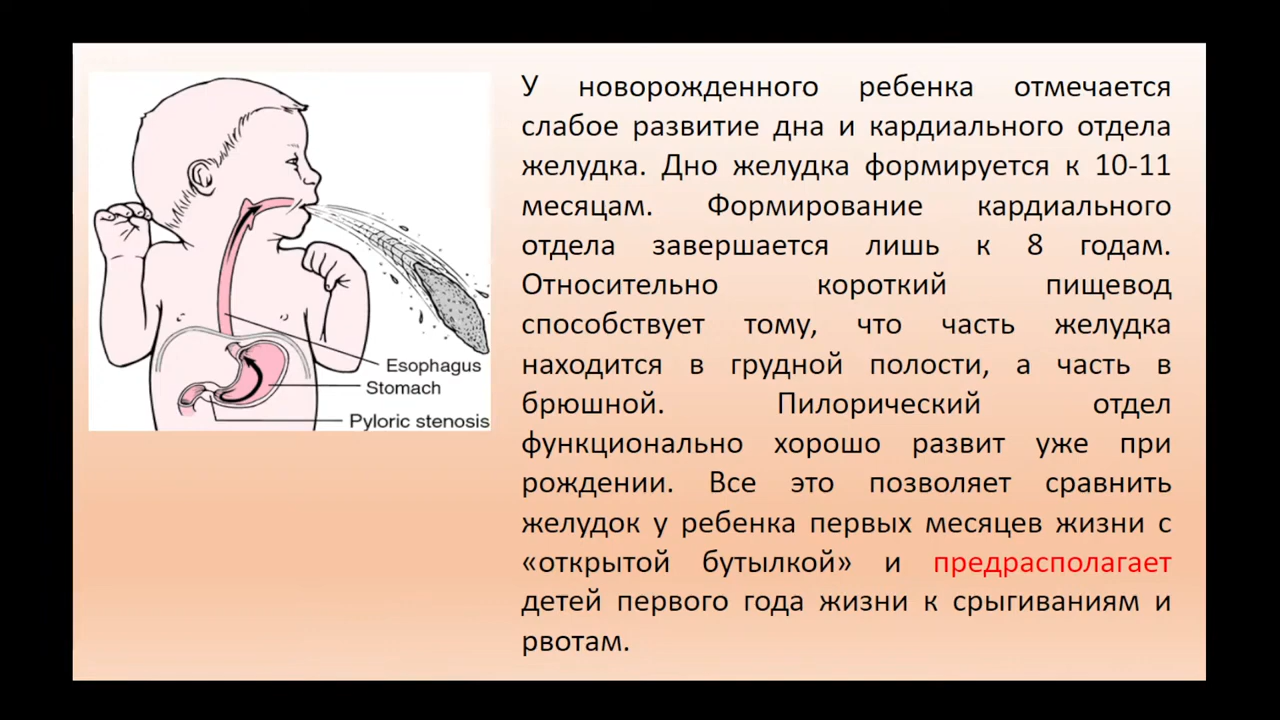 Esophagus
Stomach
Pyloric stenosis
У новорожденного ребенка отмечается
слабое развитие дна и кардиального отдела
желудка. Дно желудка формируется к 10-11
месяцам. Формирование кардиального
отдела завершается лишь к 8 годам.
Относительно короткий пищевод
способствует тому, что часть желудка
находится в грудной полости, а часть в
брюшной. Пилорический отдел
функционально хорошо развит уже при
рождении. Все это позволяет сравнить
желудок у ребенка первых месяцев жизни с
«открытой бутылкой» и предрасполагает
детей первого года жизни к срыгиваниям и
рвотам.